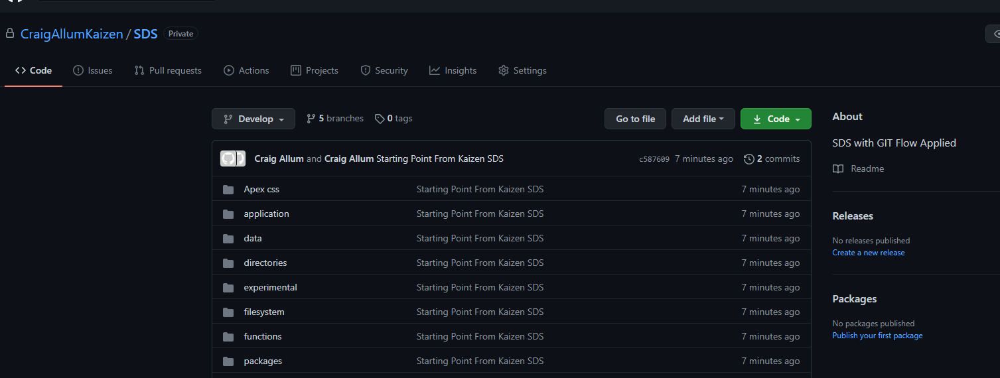 CraigAllumKaizen / SDS Private
Code Issues Pull requests Actions Projects Security Insights Settings
Develop 5 branches 0 tags Go to file Add file Code
Craig Allum and Craig Allum Starting Point From Kaizen SDS c587609 7 minutes ago 2 commits
Apex css Starting Point From Kaizen SDS 7 minutes ago
application Starting Point From Kaizen SDS 7 minutes ago
data Starting Point From Kaizen SDS 7 minutes ago
directories Starting Point From Kaizen SDS 7 minutes ago
experimental Starting Point From Kaizen SDS 7 minutes ago
filesystem Starting Point From Kaizen SDS 7 minutes ago
functions Starting Point From Kaizen SDS 7 minutes ago
packages Starting Point From Kaizen SDS 7 minutes ago
About
SDS with GIT Flow Applied
Readme
Releases
No releases published
Create a new release
Packages
No packages published
Publish your first package